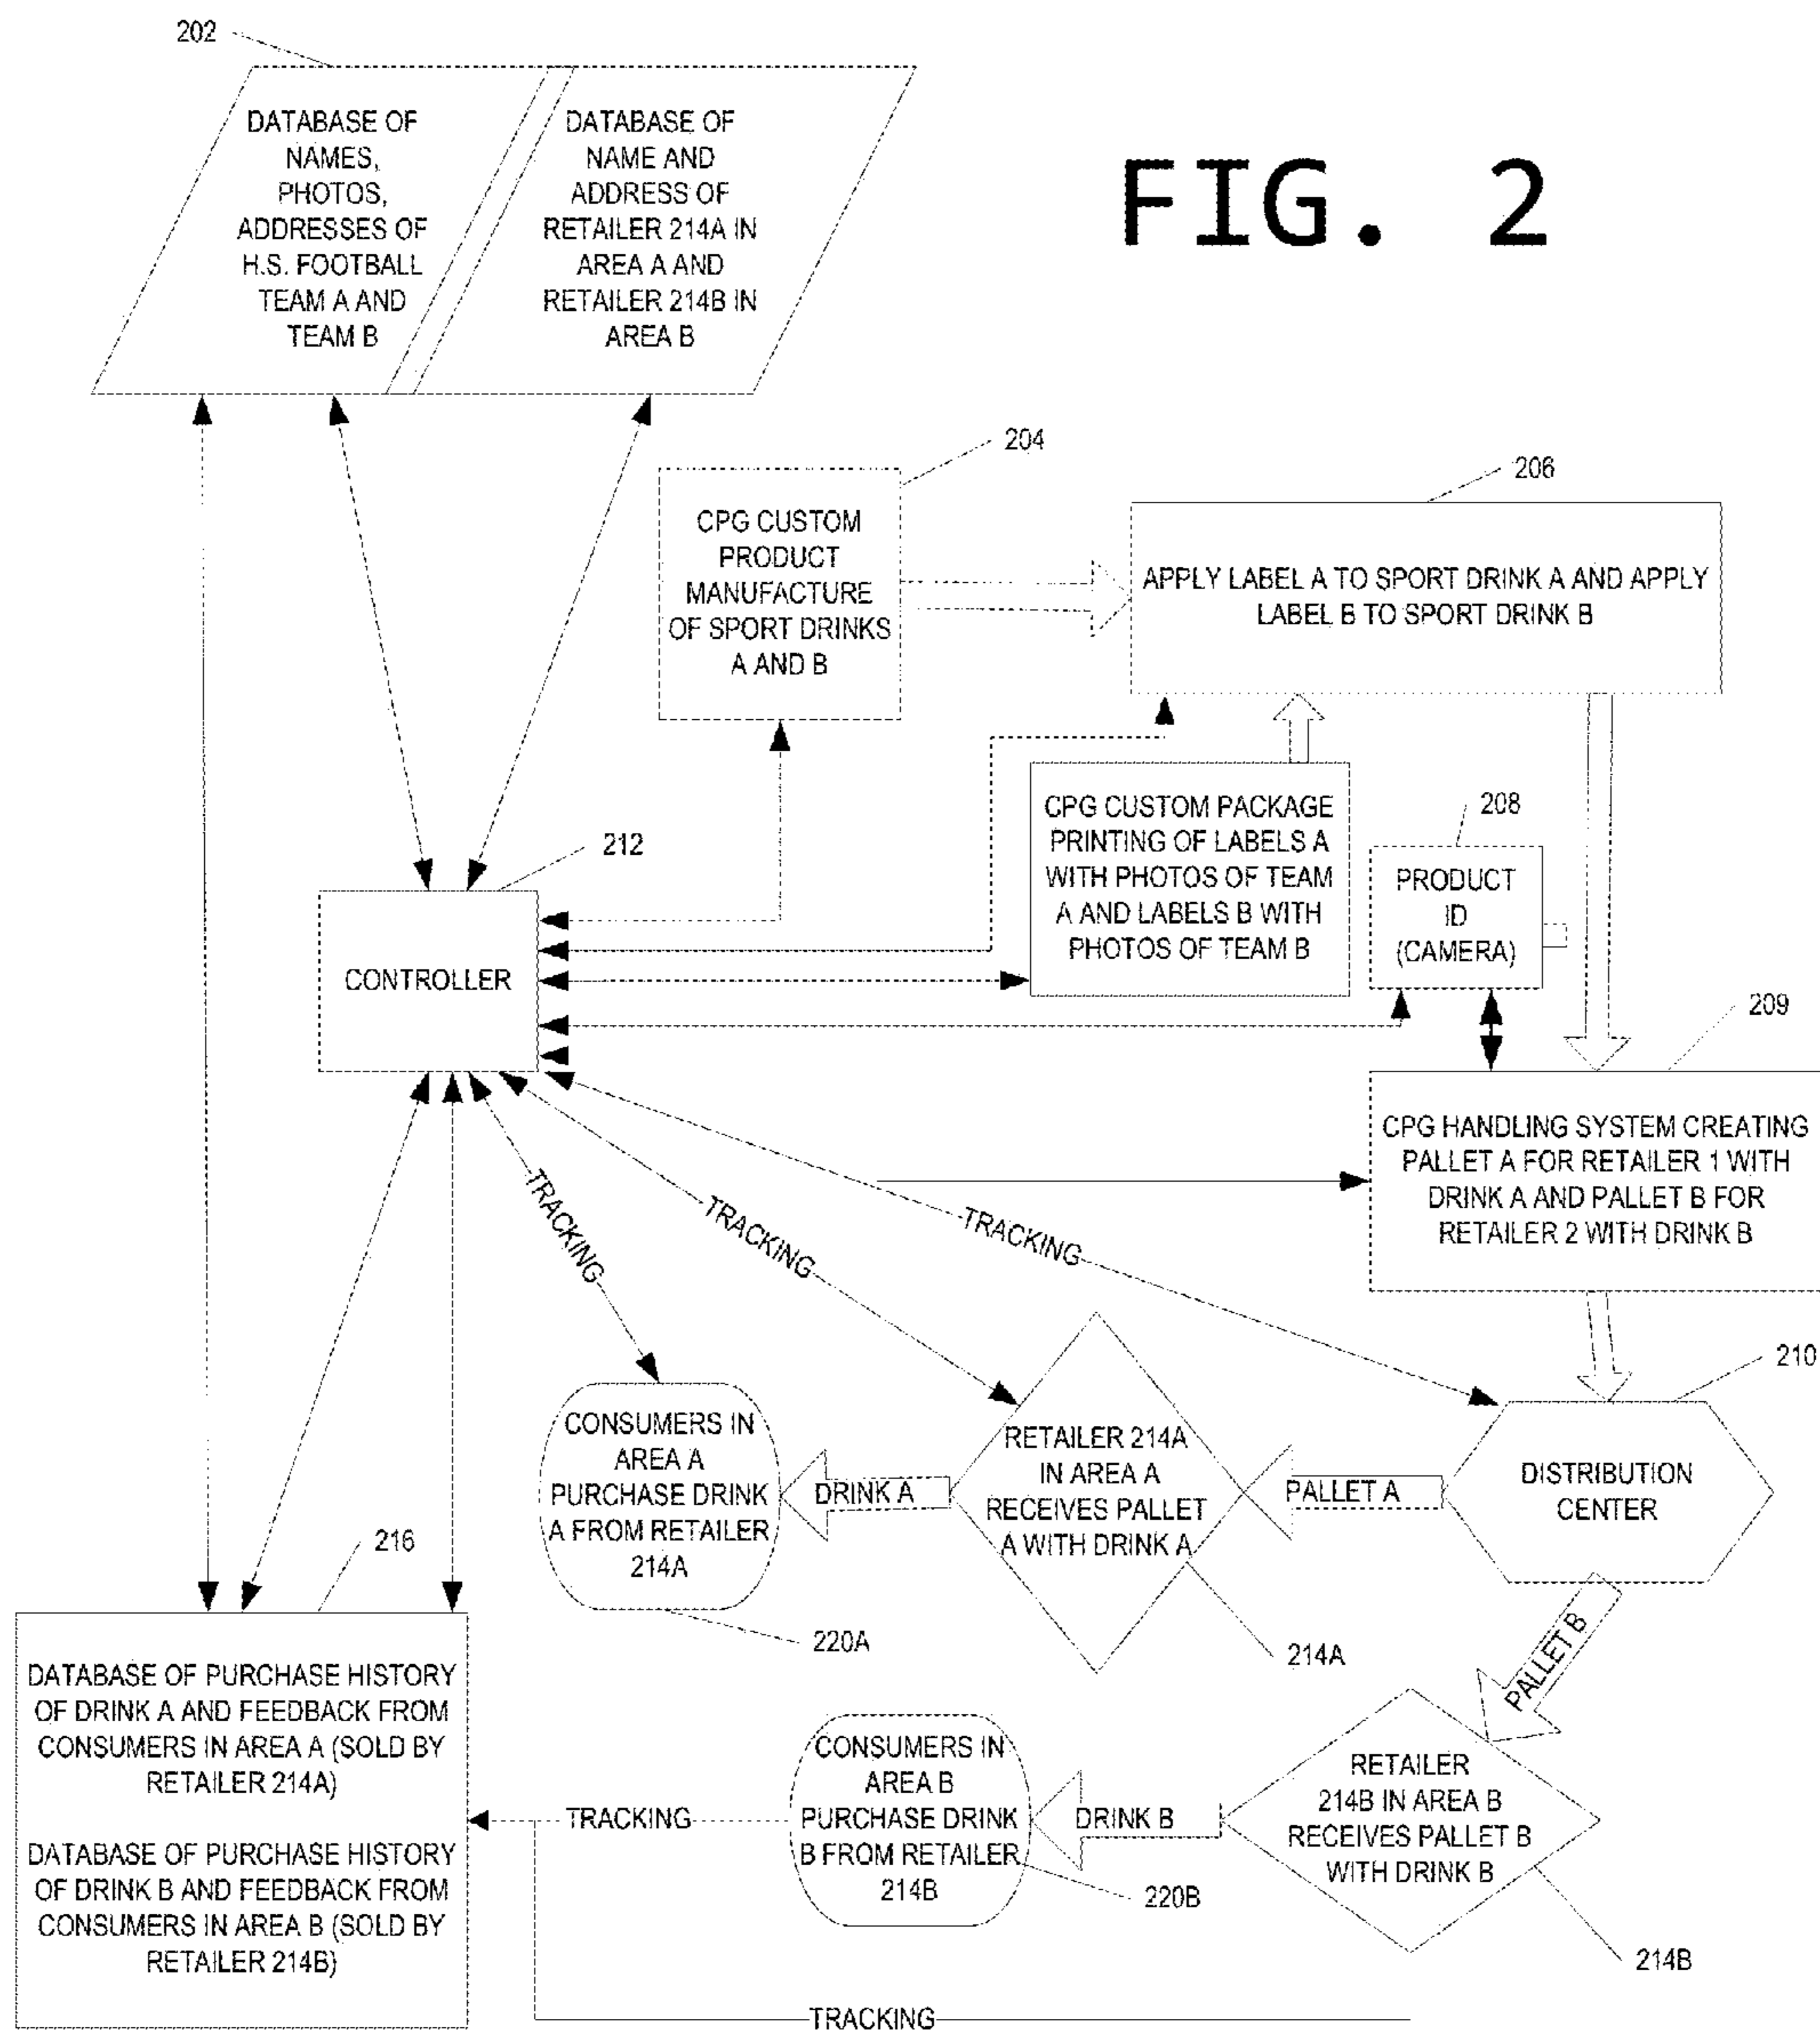 202
DATABASE OF
NAMES,
PHOTOS,
ADDRESSES OF
H.S. FOOTBALL
TEAM A AND
TEAM B
DATABASE OF
NAME AND
ADDRESS OF
RETAILER 214A IN
AREA A AND
RETAILER 214B IN
AREA B
FIG. 2
204
CPG CUSTOM
PRODUCT
MANUFACTURE
OF SPORT DRINKS
A AND B
206
APPLY LABEL A TO SPORT DRINK A AND APPLY
LABEL B TO SPORT DRINK B
CPG CUSTOM PACKAGE
PRINTING OF LABELS A
WITH PHOTOS OF TEAM
A AND LABELS B WITH
PHOTOS OF TEAM B
208
PRODUCT
ID
(CAMERA)
212
CONTROLLER
209
CPG HANDLING SYSTEM CREATING
PALLET A FOR RETAILER 1 WITH
DRINK A AND PALLET B FOR
RETAILER 2 WITH DRINK B
TRACKING
TRACKING
TRACKING
210
DISTRIBUTION
CENTER
PALLET A
RETAILER 214A
IN AREA A
RECEIVES PALLET
A WITH DRINK A
214A
DRINK A
CONSUMERS IN
AREA A
PURCHASE DRINK
A FROM RETAILER
214A
220A
PALLET B
RETAILER
214B IN AREA B
RECEIVES PALLET B
WITH DRINK B
214B
DRINK B
CONSUMERS IN
AREA B
PURCHASE DRINK
B FROM RETAILER
214B
220B
TRACKING
TRACKING
216
DATABASE OF PURCHASE HISTORY
OF DRINK A AND FEEDBACK FROM
CONSUMERS IN AREA A (SOLD BY
RETAILER 214A)
DATABASE OF PURCHASE HISTORY
OF DRINK B AND FEEDBACK FROM
CONSUMERS IN AREA B (SOLD BY
RETAILER 214B)